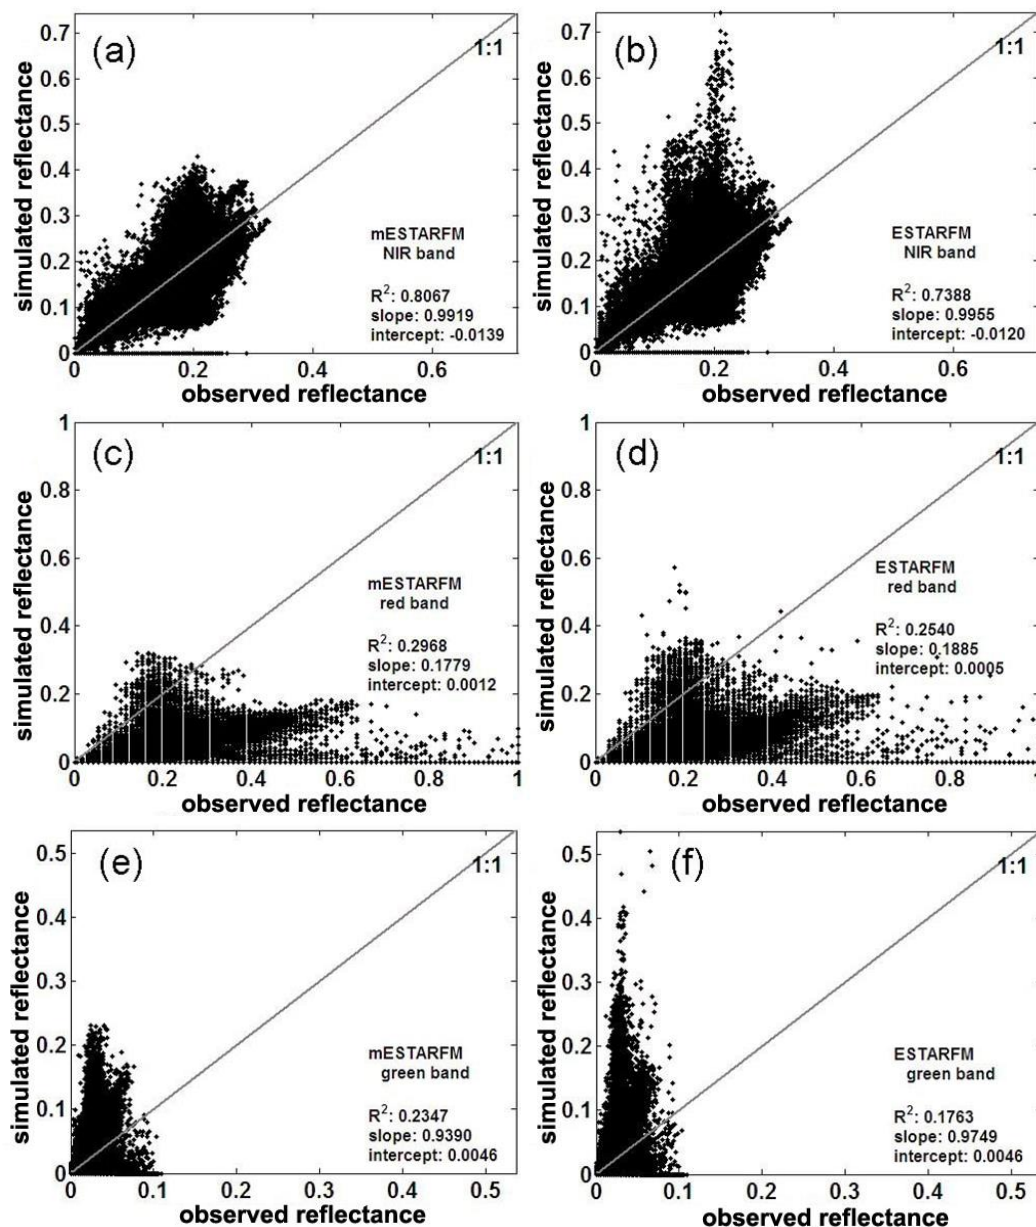 (a)
1:1
0.7
0.6
0.5
0.4
0.3
0.2
0.1
0
simulated reflectance
mESTARFM
NIR band
R²: 0.8067
slope: 0.9919
intercept: -0.0139
0 0.2 0.4 0.6
observed reflectance
(b)
1:1
0.7
0.6
0.5
0.4
0.3
0.2
0.1
0
simulated reflectance
ESTARFM
NIR band
R²: 0.7388
slope: 0.9955
intercept: -0.0120
0 0.2 0.4 0.6
observed reflectance
(c)
1:1
1
0.8
0.6
0.4
0.2
0
simulated reflectance
mESTARFM
red band
R²: 0.2968
slope: 0.1779
intercept: 0.0012
0 0.2 0.4 0.6 0.8 1
observed reflectance
(d)
1:1
1
0.8
0.6
0.4
0.2
0
simulated reflectance
ESTARFM
red band
R²: 0.2540
slope: 0.1885
intercept: 0.0005
0 0.2 0.4 0.6 0.8
observed reflectance
(e)
1:1
0.5
0.4
0.3
0.2
0.1
0
simulated reflectance
mESTARFM
green band
R²: 0.2347
slope: 0.9390
intercept: 0.0046
0 0.1 0.2 0.3 0.4 0.5
observed reflectance
(f)
1:1
0.5
0.4
0.3
0.2
0.1
0
simulated reflectance
ESTARFM
green band
R²: 0.1763
slope: 0.9749
intercept: 0.0046
0 0.1 0.2 0.3 0.4 0.5
observed reflectance